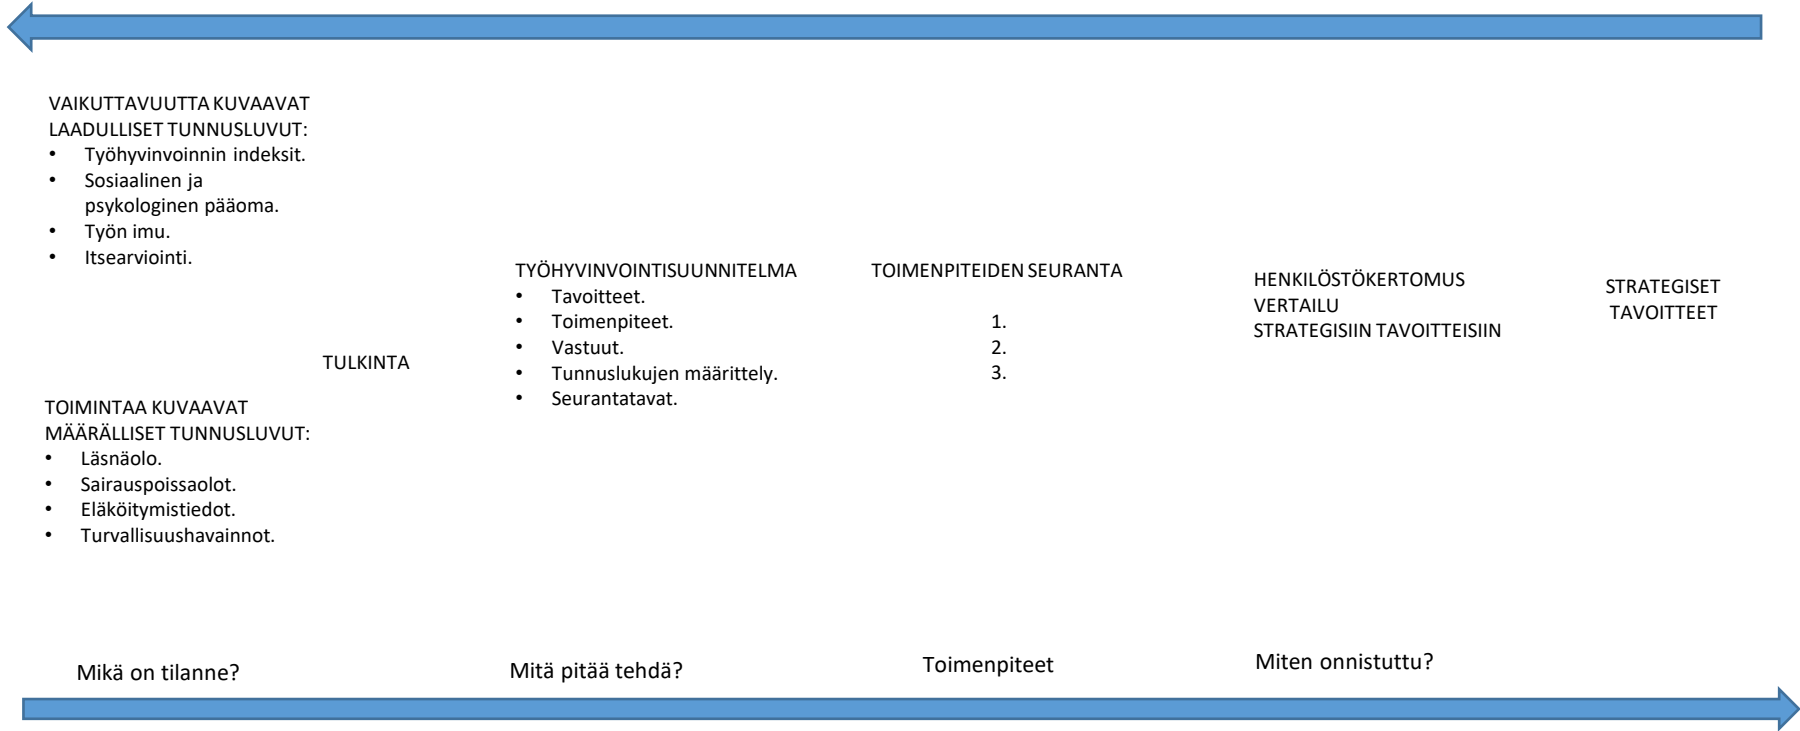 VAIKUTTAVUUTTA KUVAAVAT
LAADULLISET TUNNUSLUVUT:
• Työhyvinvoinnin indeksit.
• Sosiaalinen ja
psykologinen pääoma.
• Työn imu.
• Itsearviointi.
TOIMINTAA KUVAAVAT
MÄÄRÄLLISET TUNNUSLUVUT:
• Läsnäolo.
• Sairauspoissaolot.
• Eläköitymistiedot.
• Turvallisuushavainnot.
TULKINTA
TYÖHYVINVOINTISUUNNITELMA
• Tavoitteet.
• Toimenpiteet.
• Vastuut.
• Tunnuslukujen määrittely.
• Seurantatavat.
TOIMENPITEIDEN SEURANTA
1.
2.
3.
HENKILÖSTÖKERTOMUS
VERTAILU
STRATEGISIIN TAVOITTEISIIN
STRATEGISET
TAVOITTEET
Mikä on tilanne?
Mitä pitää tehdä?
Toimenpiteet
Miten onnistuttu?